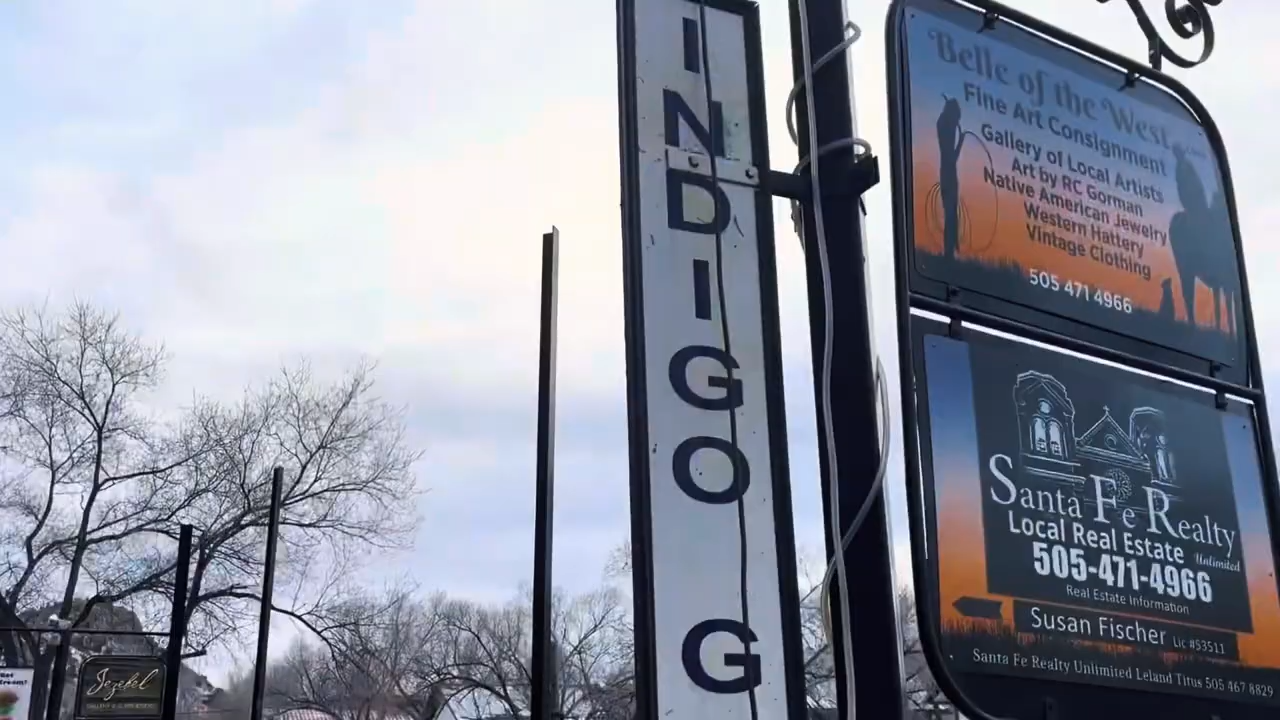 INDIGO G
Belle of the West
Fine Art Consignment
Gallery of Local Artists
Art by RC Gorman
Native American Jewelry
Western Hattery
Vintage Clothing
505 471 4966
Santa Fe Realty
Unlimited
Local Real Estate
505-471-4966
Real Estate Information
Susan Fischer Lic #53511
Santa Fe Realty Unlimited Leland Titus 505 467 8829
Jezebel